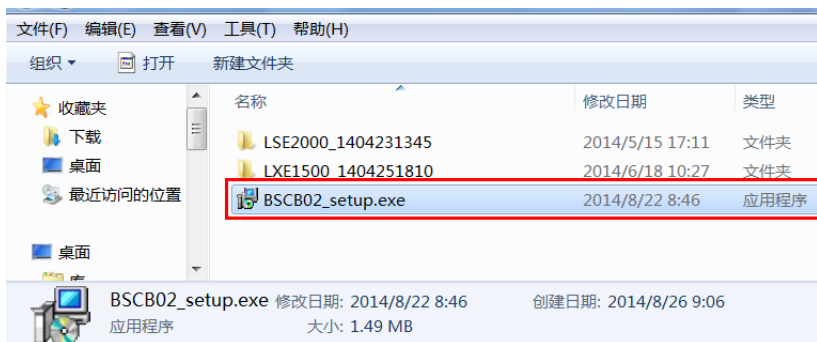 文件(F) 编辑(E) 查看(V) 工具(T) 帮助(H)
组织 打开 新建文件夹
收藏夹
下载
桌面
最近访问的位置
桌面
库
名称 修改日期 类型
LSE2000_1404231345 2014/5/15 17:11 文件夹
LXE1500_1404251810 2014/6/18 10:27 文件夹
BSCB02_setup.exe 2014/8/22 8:46 应用程序
BSCB02_setup.exe 修改日期: 2014/8/22 8:46 创建日期: 2014/8/26 9:06
应用程序 大小: 1.49 MB